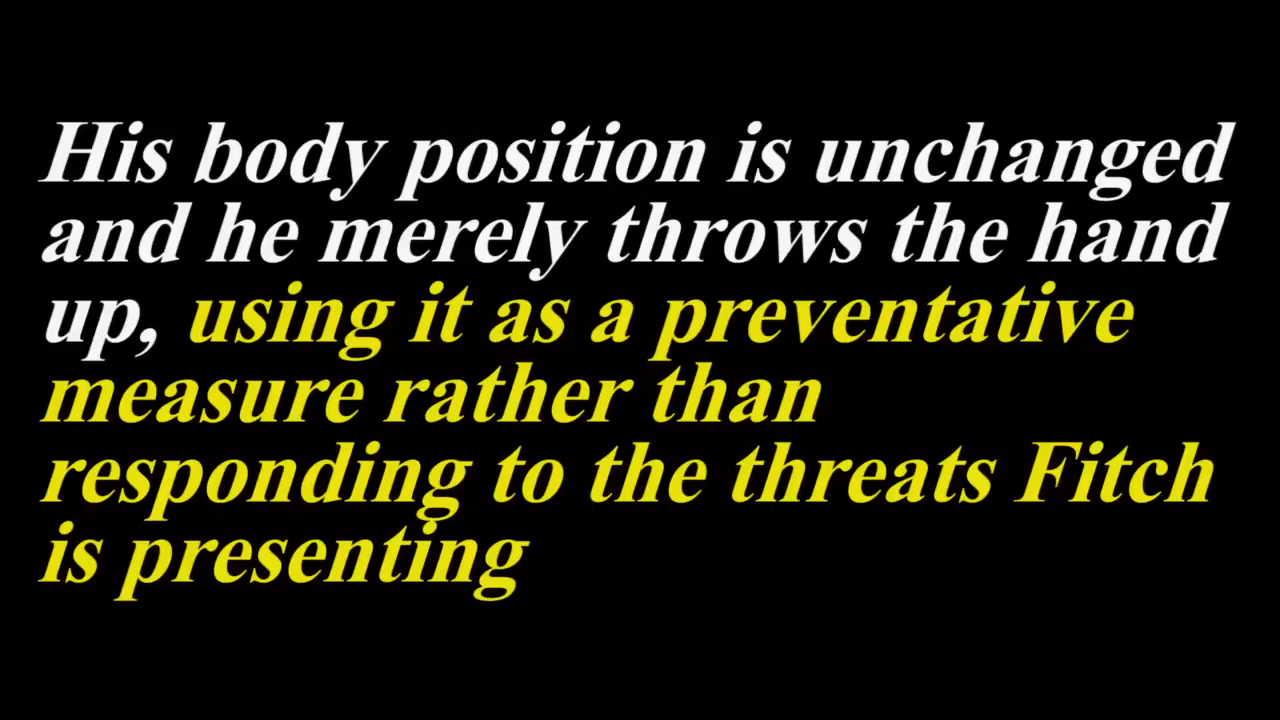 His body position is unchanged
and he merely throws the hand
up, using it as a preventative
measure rather than
responding to the threats Fitch
is presenting